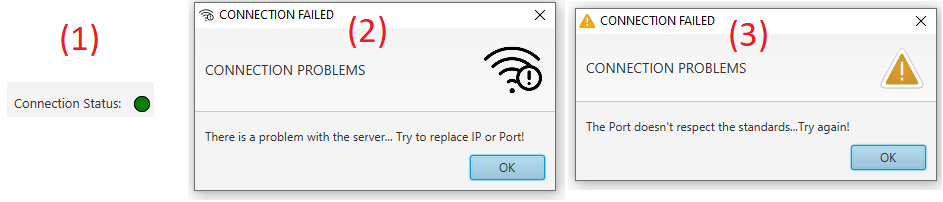 (1)
Connection Status:
CONNECTION FAILED
(2)
CONNECTION PROBLEMS
There is a problem with the server... Try to replace IP or Port!
OK
CONNECTION FAILED
(3)
CONNECTION PROBLEMS
The Port doesn't respect the standards...Try again!
OK